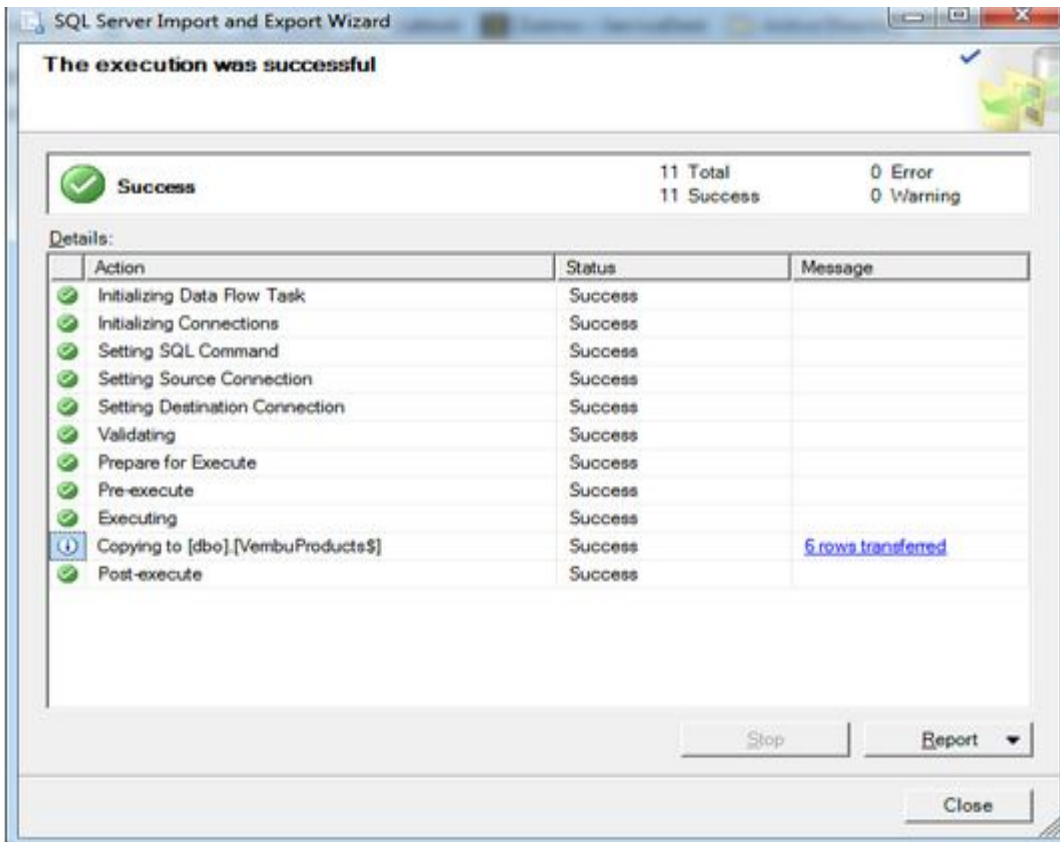 SQL Server Import and Export Wizard
The execution was successful
Success
11 Total 0 Error
11 Success 0 Warning
Details:
Action Status Message
Initializing Data Flow Task Success
Initializing Connections Success
Setting SQL Command Success
Setting Source Connection Success
Setting Destination Connection Success
Validating Success
Prepare for Execute Success
Pre-execute Success
Executing Success
Copying to [dbo].[VembuProducts$] Success 6 rows transferred
Post-execute Success
Stop Report
Close